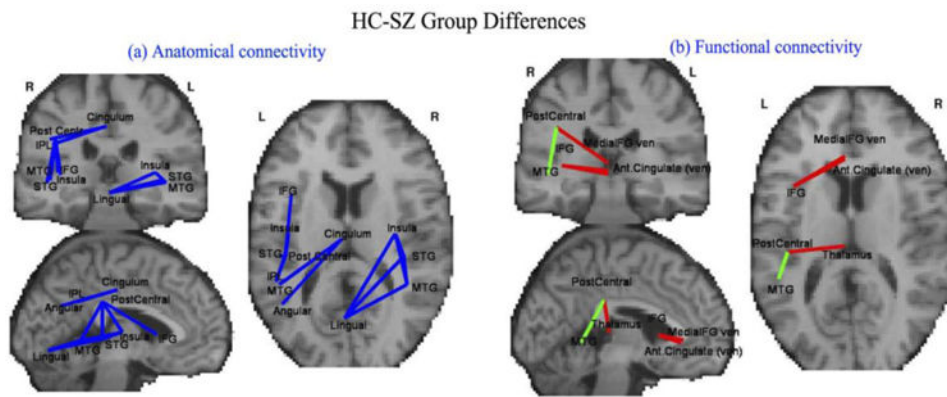 HC-SZ Group Differences
(a) Anatomical connectivity
(b) Functional connectivity
R
L
Cingulum
IPL
MTG
IFG
STG
Insula
Insula
STG
MTG
Lingual
L
R
IFG
Insula
Cingulum
Insula
STG
Post Central
STG
IPL
MTG
MTG
Angular
Lingual
IPL
Cingulum
Angular
PostCentral
Insula
IFG
STG
MTG
Lingual
R
L
PostCentral
IFG
MedialFG ven
MTG
Ant.Cingulate (ven)
L
R
MedialFG ven
Ant.Cingulate (ven)
IFG
PostCentral
Thalamus
MTG
PostCentral
Thalamus
IFG
MTG
MedialFG ven
Ant.Cingulate (ven)